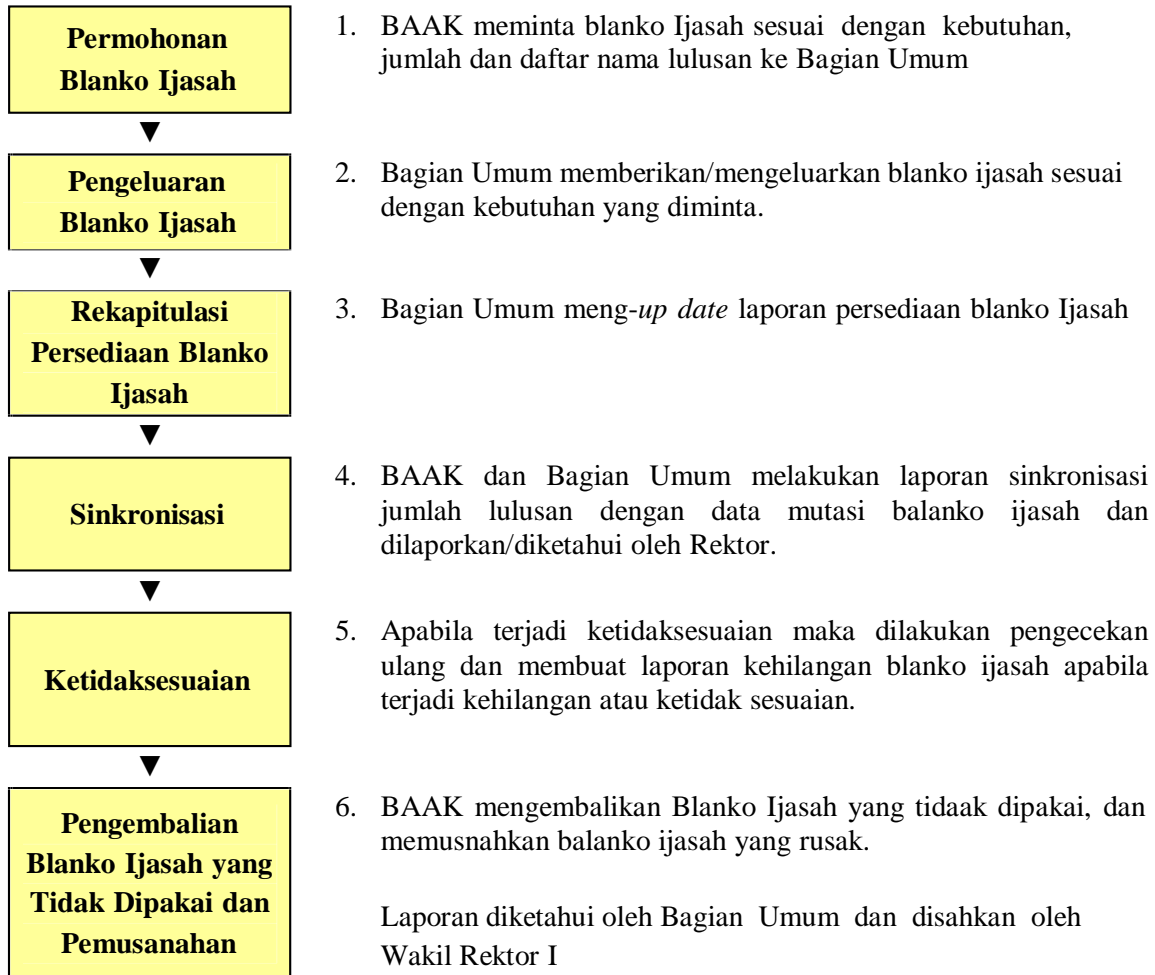 Permohonan
Blanko Ijasah
1. BAAK meminta blanko Ijasah sesuai dengan kebutuhan,
jumlah dan daftar nama lulusan ke Bagian Umum
▼
Pengeluaran
Blanko Ijasah
2. Bagian Umum memberikan/mengeluarkan blanko ijasah sesuai
dengan kebutuhan yang diminta.
▼
Rekapitulasi
Persediaan Blanko
Ijasah
3. Bagian Umum meng-up date laporan persediaan blanko Ijasah
▼
Sinkronisasi
4. BAAK dan Bagian Umum melakukan laporan sinkronisasi
jumlah lulusan dengan data mutasi balanko ijasah dan
dilaporkan/diketahui oleh Rektor.
▼
Ketidaksesuaian
5. Apabila terjadi ketidaksesuaian maka dilakukan pengecekan
ulang dan membuat laporan kehilangan blanko ijasah apabila
terjadi kehilangan atau ketidak sesuaian.
▼
Pengembalian
Blanko Ijasah yang
Tidak Dipakai dan
Pemusanahan
6. BAAK mengembalikan Blanko Ijasah yang tidaak dipakai, dan
memusnahkan balanko ijasah yang rusak.
Laporan diketahui oleh Bagian Umum dan disahkan oleh
Wakil Rektor I